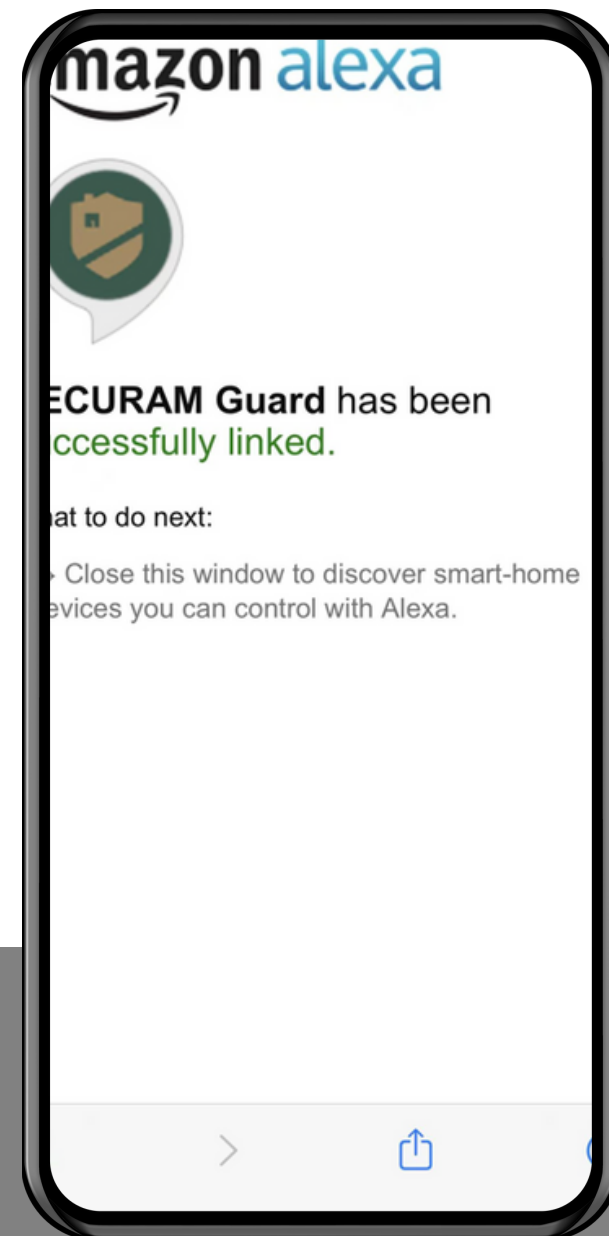 mazon alexa
ECURAM Guard has been
ccessfully linked.
at to do next:
Close this window to discover smart-home
evices you can control with Alexa.